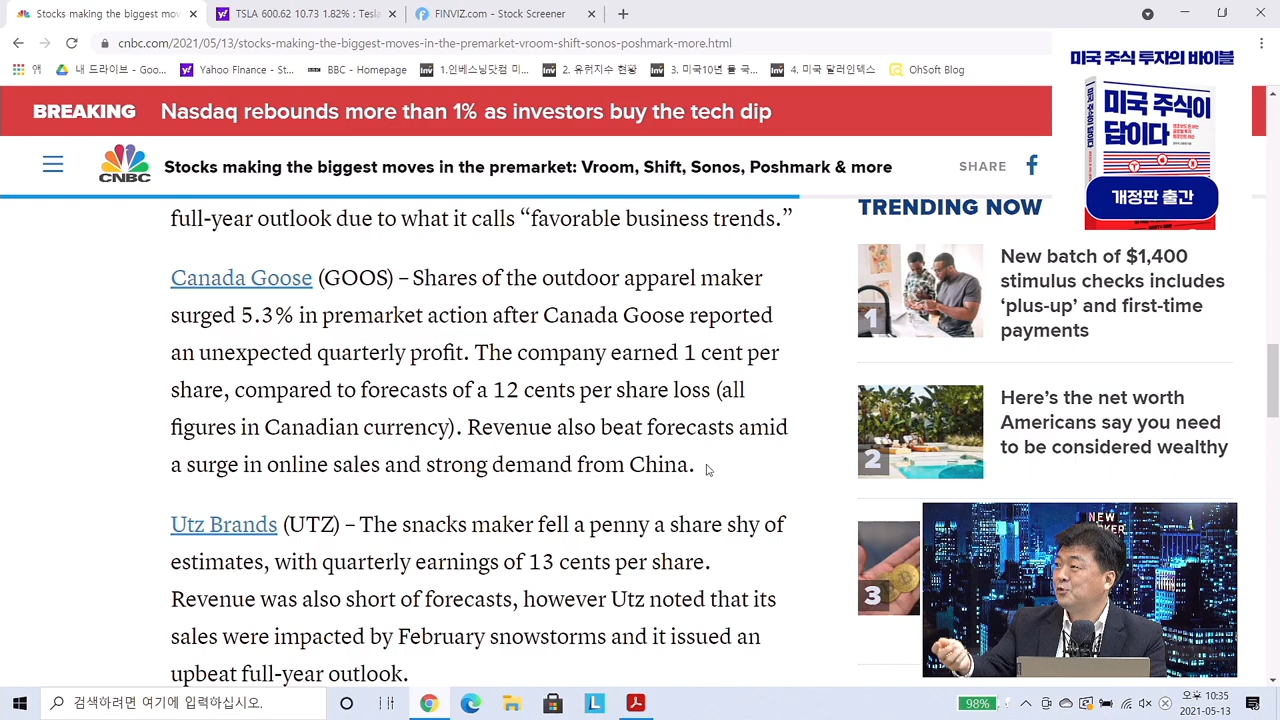 Stocks making the biggest mov
TSLA 600.62 10.73 1.82% : Tesla
FINVIZ.com - Stock Screener
cnbc.com/2021/05/13/stocks-making-the-biggest-moves-in-the-premarket-vroom-shift-sonos-poshmark-more.html
앱
내 드라이브 - Goo...
Yahoo Finance - St...
BBC - Homepage
1.인베스팅닷컴 미...
3. 미국10년 물 국...
4. 미국 달러인덱스
OhSoft Blog
미국 주식 투자의 바이블
미국 주식이
답이다
개정판 출간
BREAKING
Nasdaq rebounds more than 1% as investors buy the tech dip
CNBC
Stocks making the biggest moves in the premarket: Vroom, Shift, Sonos, Poshmark & more
SHARE
full-year outlook due to what it calls “favorable business trends.”
Canada Goose (GOOS) – Shares of the outdoor apparel maker
surged 5.3% in premarket action after Canada Goose reported
an unexpected quarterly profit. The company earned 1 cent per
share, compared to forecasts of a 12 cents per share loss (all
figures in Canadian currency). Revenue also beat forecasts amid
a surge in online sales and strong demand from China.
Utz Brands (UTZ) – The snacks maker fell a penny a share shy of
estimates, with quarterly earnings of 13 cents per share.
Revenue was also short of forecasts, however Utz noted that its
sales were impacted by February snowstorms and it issued an
upbeat full-year outlook.
TRENDING NOW
1
New batch of $1,400
stimulus checks includes
‘plus-up’ and first-time
payments
2
Here’s the net worth
Americans say you need
to be considered wealthy
3
NEW
검색하려면 여기에 입력하십시오.
98%
오후 10:35
2021-05-13